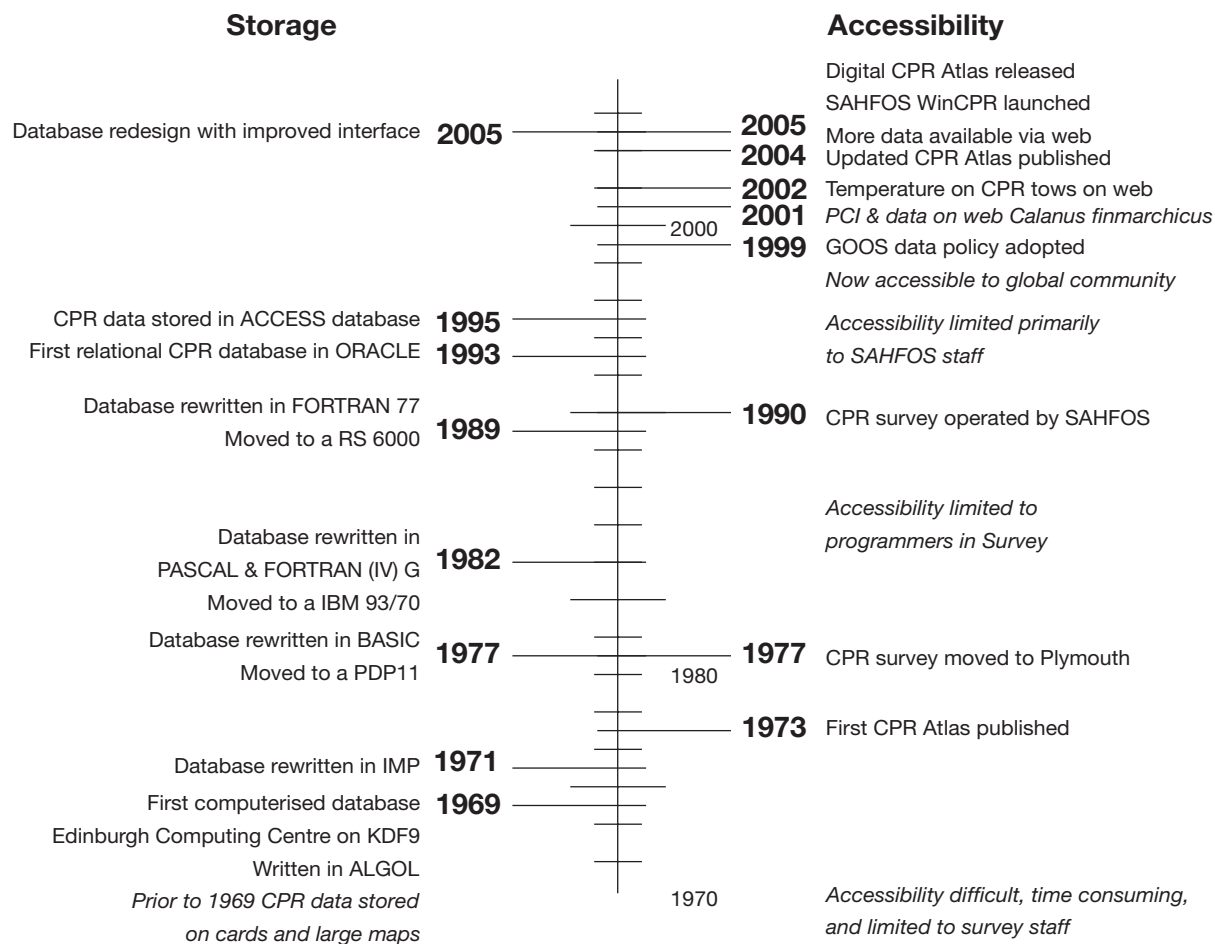 Storage
Accessibility
Digital CPR Atlas released
SAHFOS WinCPR launched
Database redesign with improved interface 2005
2005 More data available via web
2004 Updated CPR Atlas published
2002 Temperature on CPR tows on web
2001 PCI & data on web Calanus finmarchicus
2000
1999 GOOS data policy adopted
Now accessible to global community
CPR data stored in ACCESS database 1995
Accessibility limited primarily
to SAHFOS staff
First relational CPR database in ORACLE 1993
Database rewritten in FORTRAN 77
Moved to a RS 6000 1989
1990 CPR survey operated by SAHFOS
Accessibility limited to
programmers in Survey
Database rewritten in
PASCAL & FORTRAN (IV) G 1982
Moved to a IBM 93/70
Database rewritten in BASIC
Moved to a PDP11 1977
1977 CPR survey moved to Plymouth
1980
1973 First CPR Atlas published
Database rewritten in IMP 1971
First computerised database 1969
Edinburgh Computing Centre on KDF9
Written in ALGOL
Prior to 1969 CPR data stored
on cards and large maps
1970
Accessibility difficult, time consuming,
and limited to survey staff